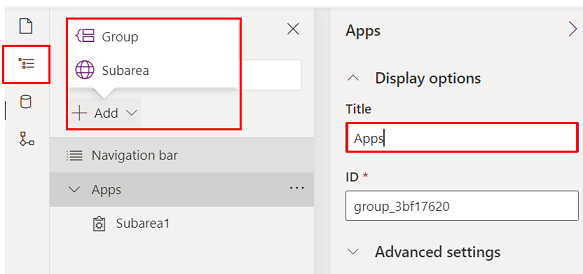 Group
Subarea
Add
Navigation bar
Apps
Subarea1
Apps
Display options
Title
Apps
ID *
group_3bf17620
Advanced settings